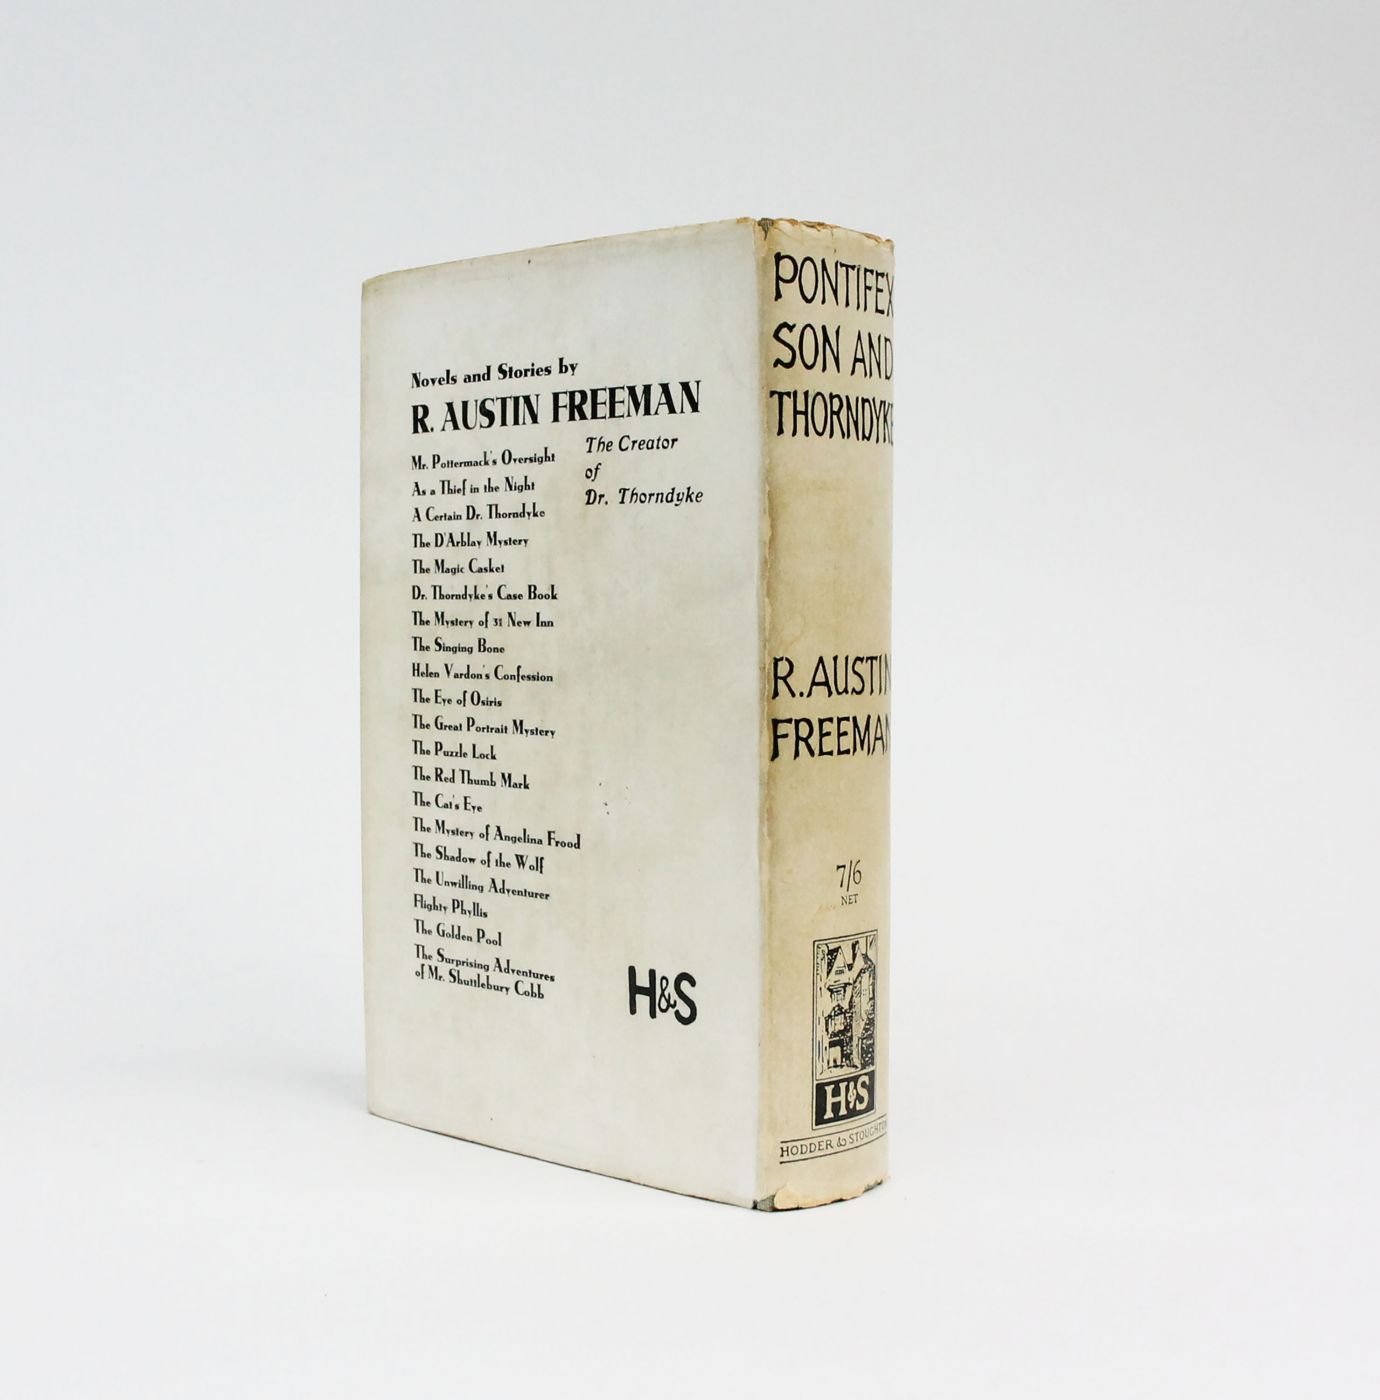 Novels and Stories by
R. AUSTIN FREEMAN
The Creator
of
Dr. Thorndyke
Mr. Pottermack's Oversight
As a Thief in the Night
A Certain Dr. Thorndyke
The D'Arblay Mystery
The Magic Casket
Dr. Thorndyke's Case Book
The Mystery of 31 New Inn
The Singing Bone
Helen Vardon's Confession
The Eye of Osiris
The Great Portrait Mystery
The Puzzle Lock
The Red Thumb Mark
The Cat's Eye
The Mystery of Angelina Frood
The Shadow of the Wolf
The Unwilling Adventurer
Flighty Phyllis
The Golden Pool
The Surprising Adventures
of Mr. Shuttlebury Cobb
H&S
PONTIFEX
SON AND
THORNDYKE
R. AUSTIN
FREEMAN
7/6
NET
H&S
HODDER & STOUGHTON